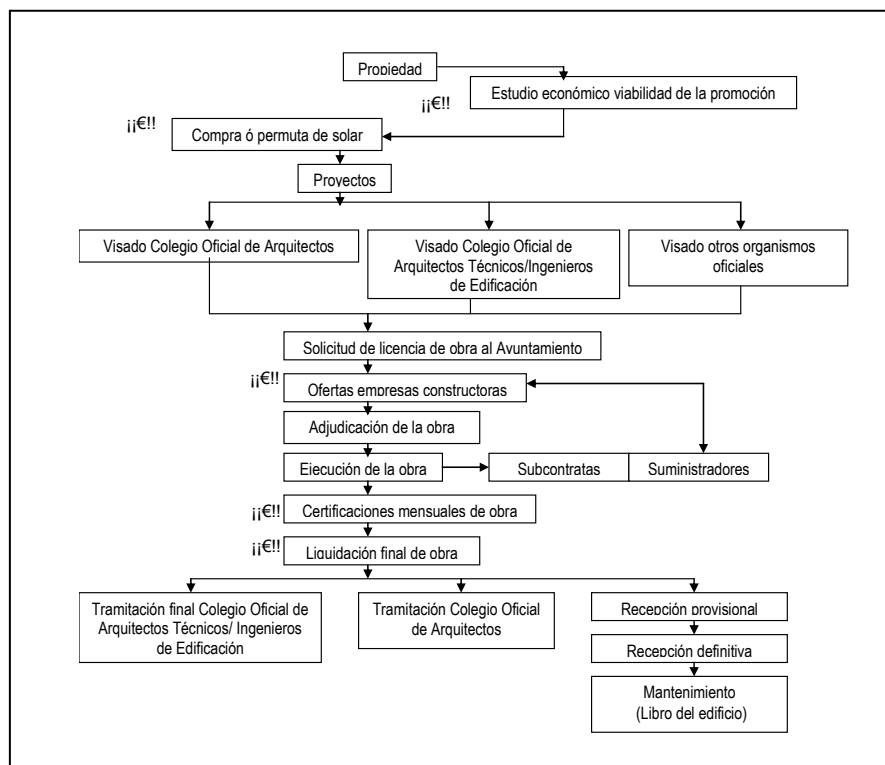 Propiedad
Estudio económico viabilidad de la promoción
¡¡€!!
¡¡€!!
Compra ó permuta de solar
Proyectos
Visado Colegio Oficial de Arquitectos
Visado Colegio Oficial de
Arquitectos Técnicos/Ingenieros
de Edificación
Visado otros organismos
oficiales
Solicitud de licencia de obra al Ayuntamiento
¡¡€!!
Ofertas empresas constructoras
Adjudicación de la obra
Ejecución de la obra
Subcontratas
Suministradores
¡¡€!!
Certificaciones mensuales de obra
¡¡€!!
Liquidación final de obra
Tramitación final Colegio Oficial de
Arquitectos Técnicos/ Ingenieros
de Edificación
Tramitación Colegio Oficial
de Arquitectos
Recepción provisional
Recepción definitiva
Mantenimiento
(Libro del edificio)